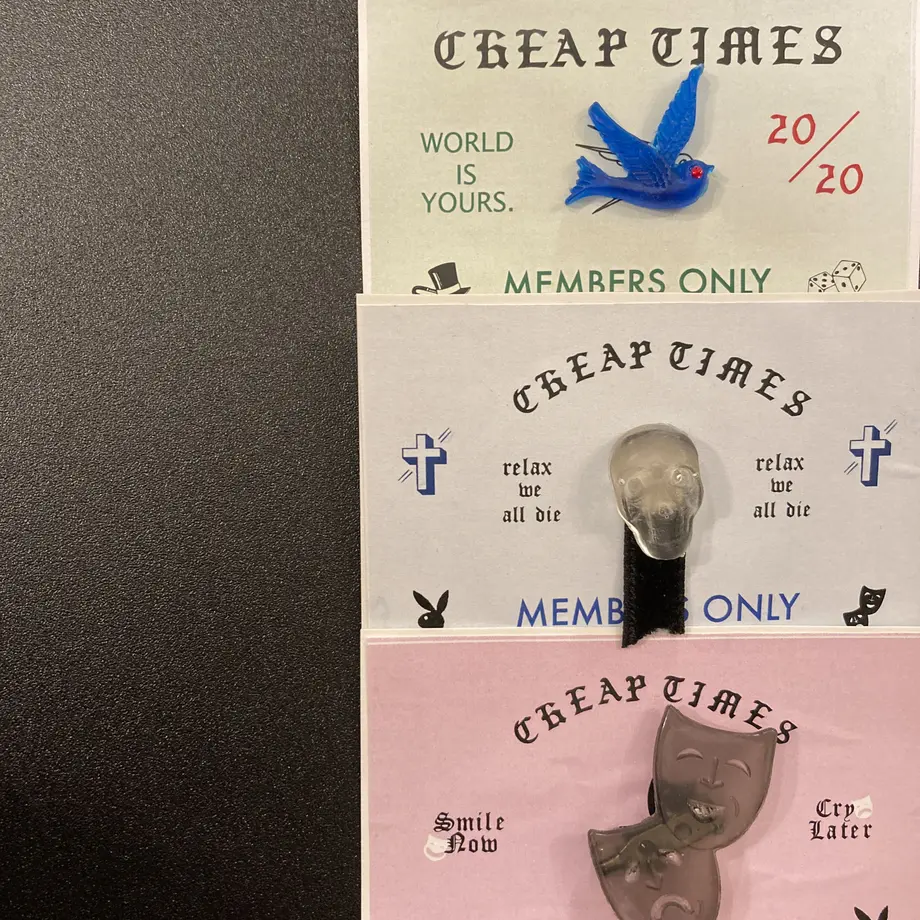 CHEAP TIMES
WORLD
IS
YOURS.
20/20
MEMBERS ONLY
CHEAP TIMES
relax
we
all die
relax
we
all die
MEMB S ONLY
CHEAP TIMES
Smile
Now
Cry
Later